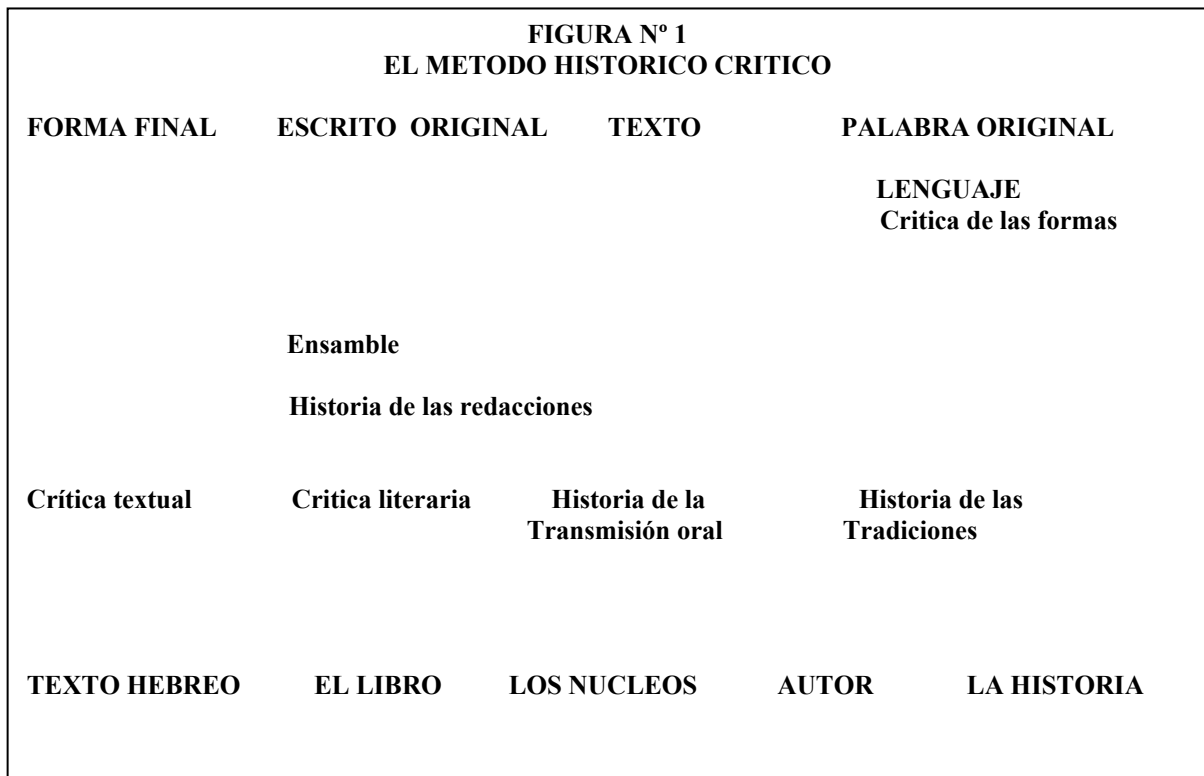 FIGURA Nº 1
EL METODO HISTORICO CRITICO
FORMA FINAL ESCRITO ORIGINAL TEXTO PALABRA ORIGINAL
LENGUAJE
Critica de las formas
Ensamble
Historia de las redacciones
Crítica textual Critica literaria Historia de la Historia de las
Transmisión oral Tradiciones
TEXTO HEBREO EL LIBRO LOS NUCLEOS AUTOR LA HISTORIA